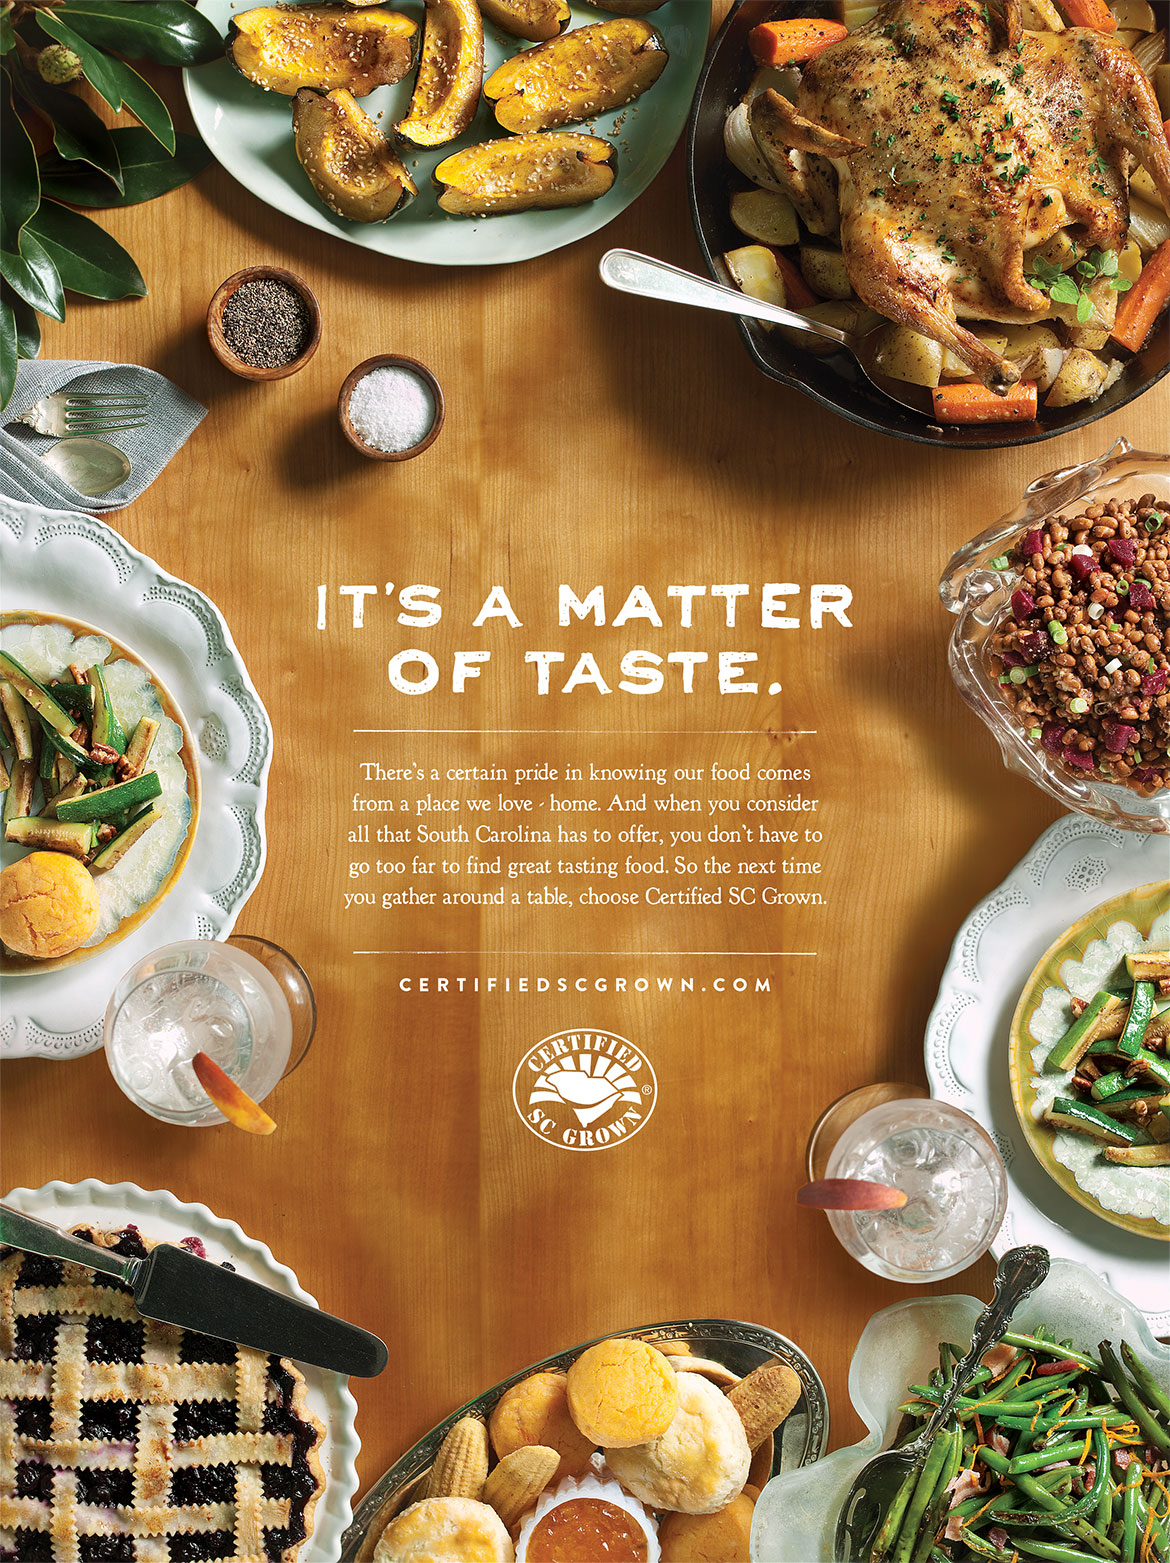 IT'S A MATTER
OF TASTE.
There's a certain pride in knowing our food comes
from a place we love - home. And when you consider
all that South Carolina has to offer, you don't have to
go too far to find great tasting food. So the next time
you gather around a table, choose Certified SC Grown.
CERTIFIEDSCGROWN.COM
CERTIFIED
SC GROWN
®